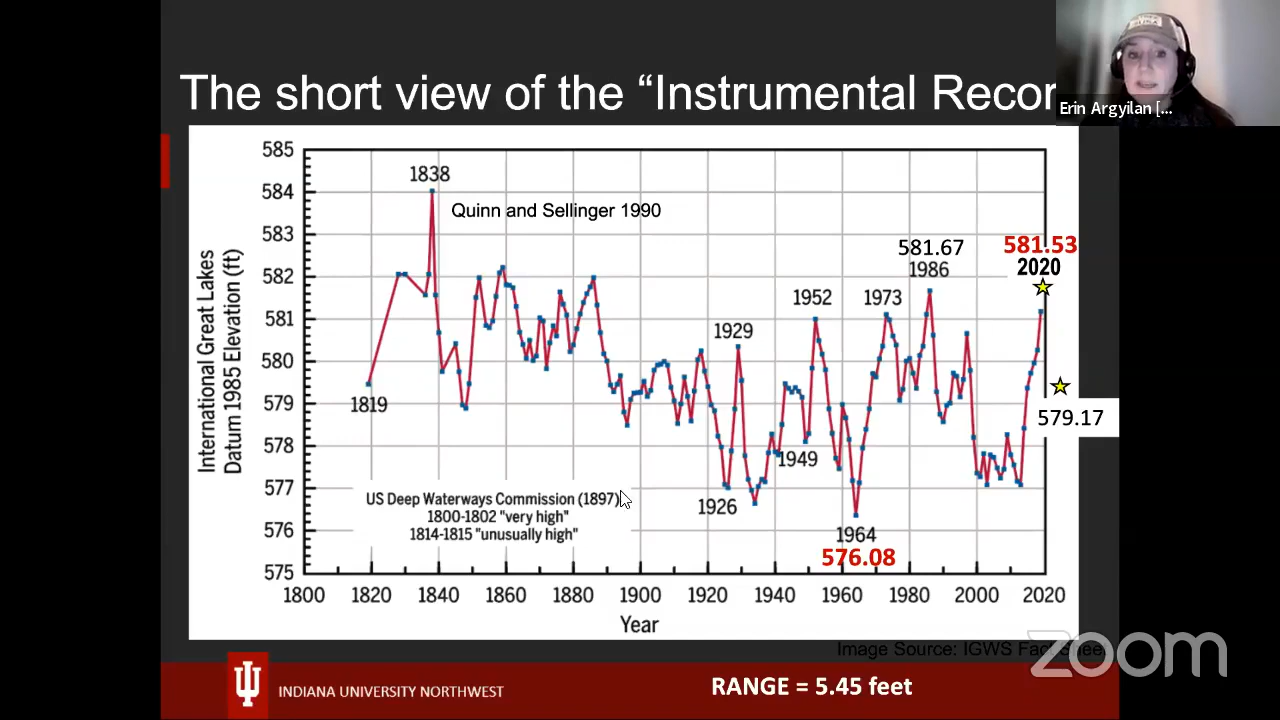 The short view of the “Instrumental Recor
Erin Argyilan [...
585
584
583
582
581
580
579
578
577
576
575
International Great Lakes
Datum 1985 Elevation (ft)
1838
Quinn and Sellinger 1990
1819
1929
1952
1973
581.67
1986
581.53
2020
579.17
1926
1949
1964
576.08
US Deep Waterways Commission (1897)
1800-1802 "very high"
1814-1815 "unusually high"
1800
1820
1840
1860
1880
1900
1920
1940
1960
1980
2000
2020
Year
Image Source: IGWS Fact Shee
zoom
INDIANA UNIVERSITY NORTHWEST
RANGE = 5.45 feet